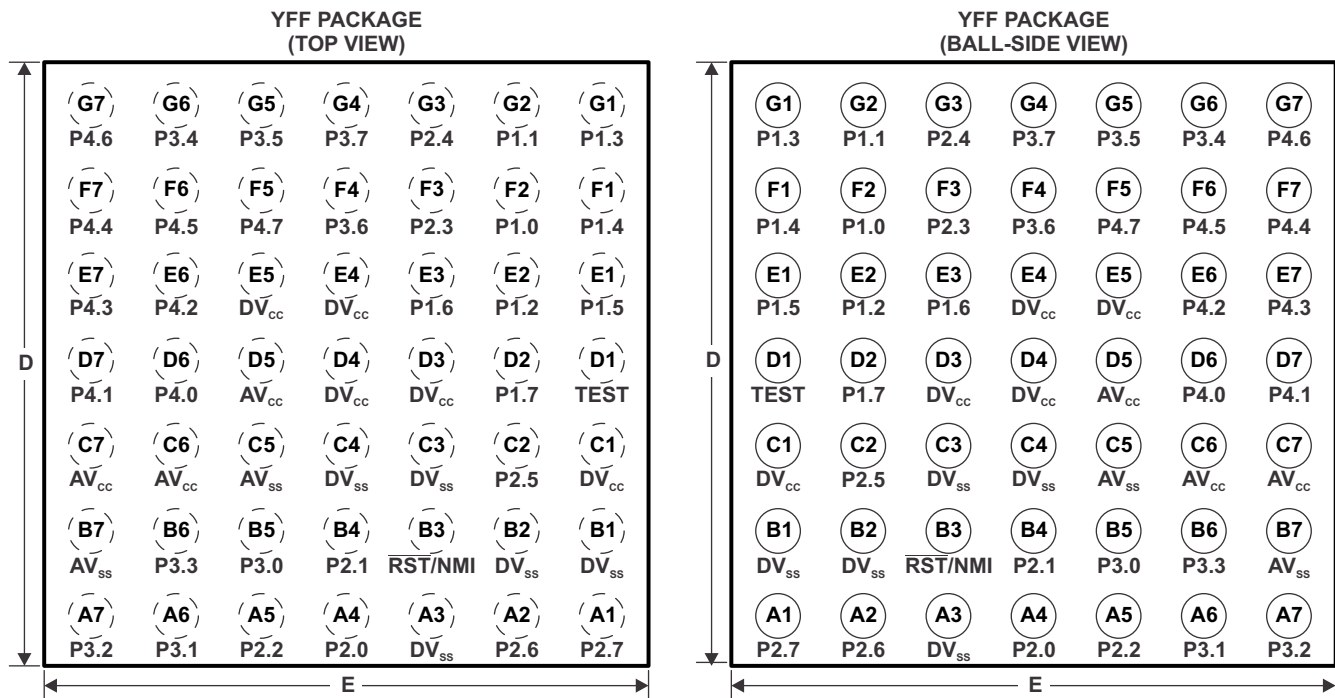 YFF PACKAGE
(TOP VIEW)
G7 G6 G5 G4 G3 G2 G1
P4.6 P3.4 P3.5 P3.7 P2.4 P1.1 P1.3
F7 F6 F5 F4 F3 F2 F1
P4.4 P4.5 P4.7 P3.6 P2.3 P1.0 P1.4
E7 E6 E5 E4 E3 E2 E1
P4.3 P4.2 DVcc DVcc P1.6 P1.2 P1.5
D
D7 D6 D5 D4 D3 D2 D1
P4.1 P4.0 AVcc DVcc DVcc P1.7 TEST
C7 C6 C5 C4 C3 C2 C1
AVcc AVcc AVss DVss DVss P2.5 DVcc
B7 B6 B5 B4 B3 B2 B1
AVss P3.3 P3.0 P2.1 RST/NMI DVss DVss
A7 A6 A5 A4 A3 A2 A1
P3.2 P3.1 P2.2 P2.0 DVss P2.6 P2.7
E
YFF PACKAGE
(BALL-SIDE VIEW)
G1 G2 G3 G4 G5 G6 G7
P1.3 P1.1 P2.4 P3.7 P3.5 P3.4 P4.6
F1 F2 F3 F4 F5 F6 F7
P1.4 P1.0 P2.3 P3.6 P4.7 P4.5 P4.4
E1 E2 E3 E4 E5 E6 E7
P1.5 P1.2 P1.6 DVcc DVcc P4.2 P4.3
D
D1 D2 D3 D4 D5 D6 D7
TEST P1.7 DVcc DVcc AVcc P4.0 P4.1
C1 C2 C3 C4 C5 C6 C7
DVcc P2.5 DVss DVss AVss AVcc AVcc
B1 B2 B3 B4 B5 B6 B7
DVss DVss RST/NMI P2.1 P3.0 P3.3 AVss
A1 A2 A3 A4 A5 A6 A7
P2.7 P2.6 DVss P2.0 P2.2 P3.1 P3.2
E